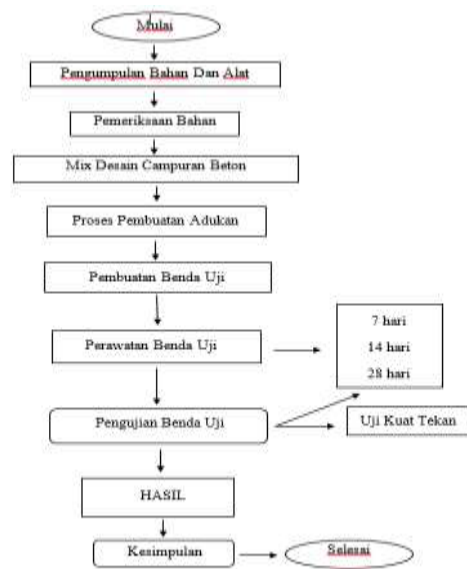 Mulai
Pengumpulan Bahan Dan Alat
Pemeriksaan Bahan
Mix Desain Campuran Beton
Proses Pembuatan Adukan
Pembuatan Benda Uji
Perawatan Benda Uji
7 hari
14 hari
28 hari
Pengujian Benda Uji
Uji Kuat Tekan
HASIL
Kesimpulan
Selesai